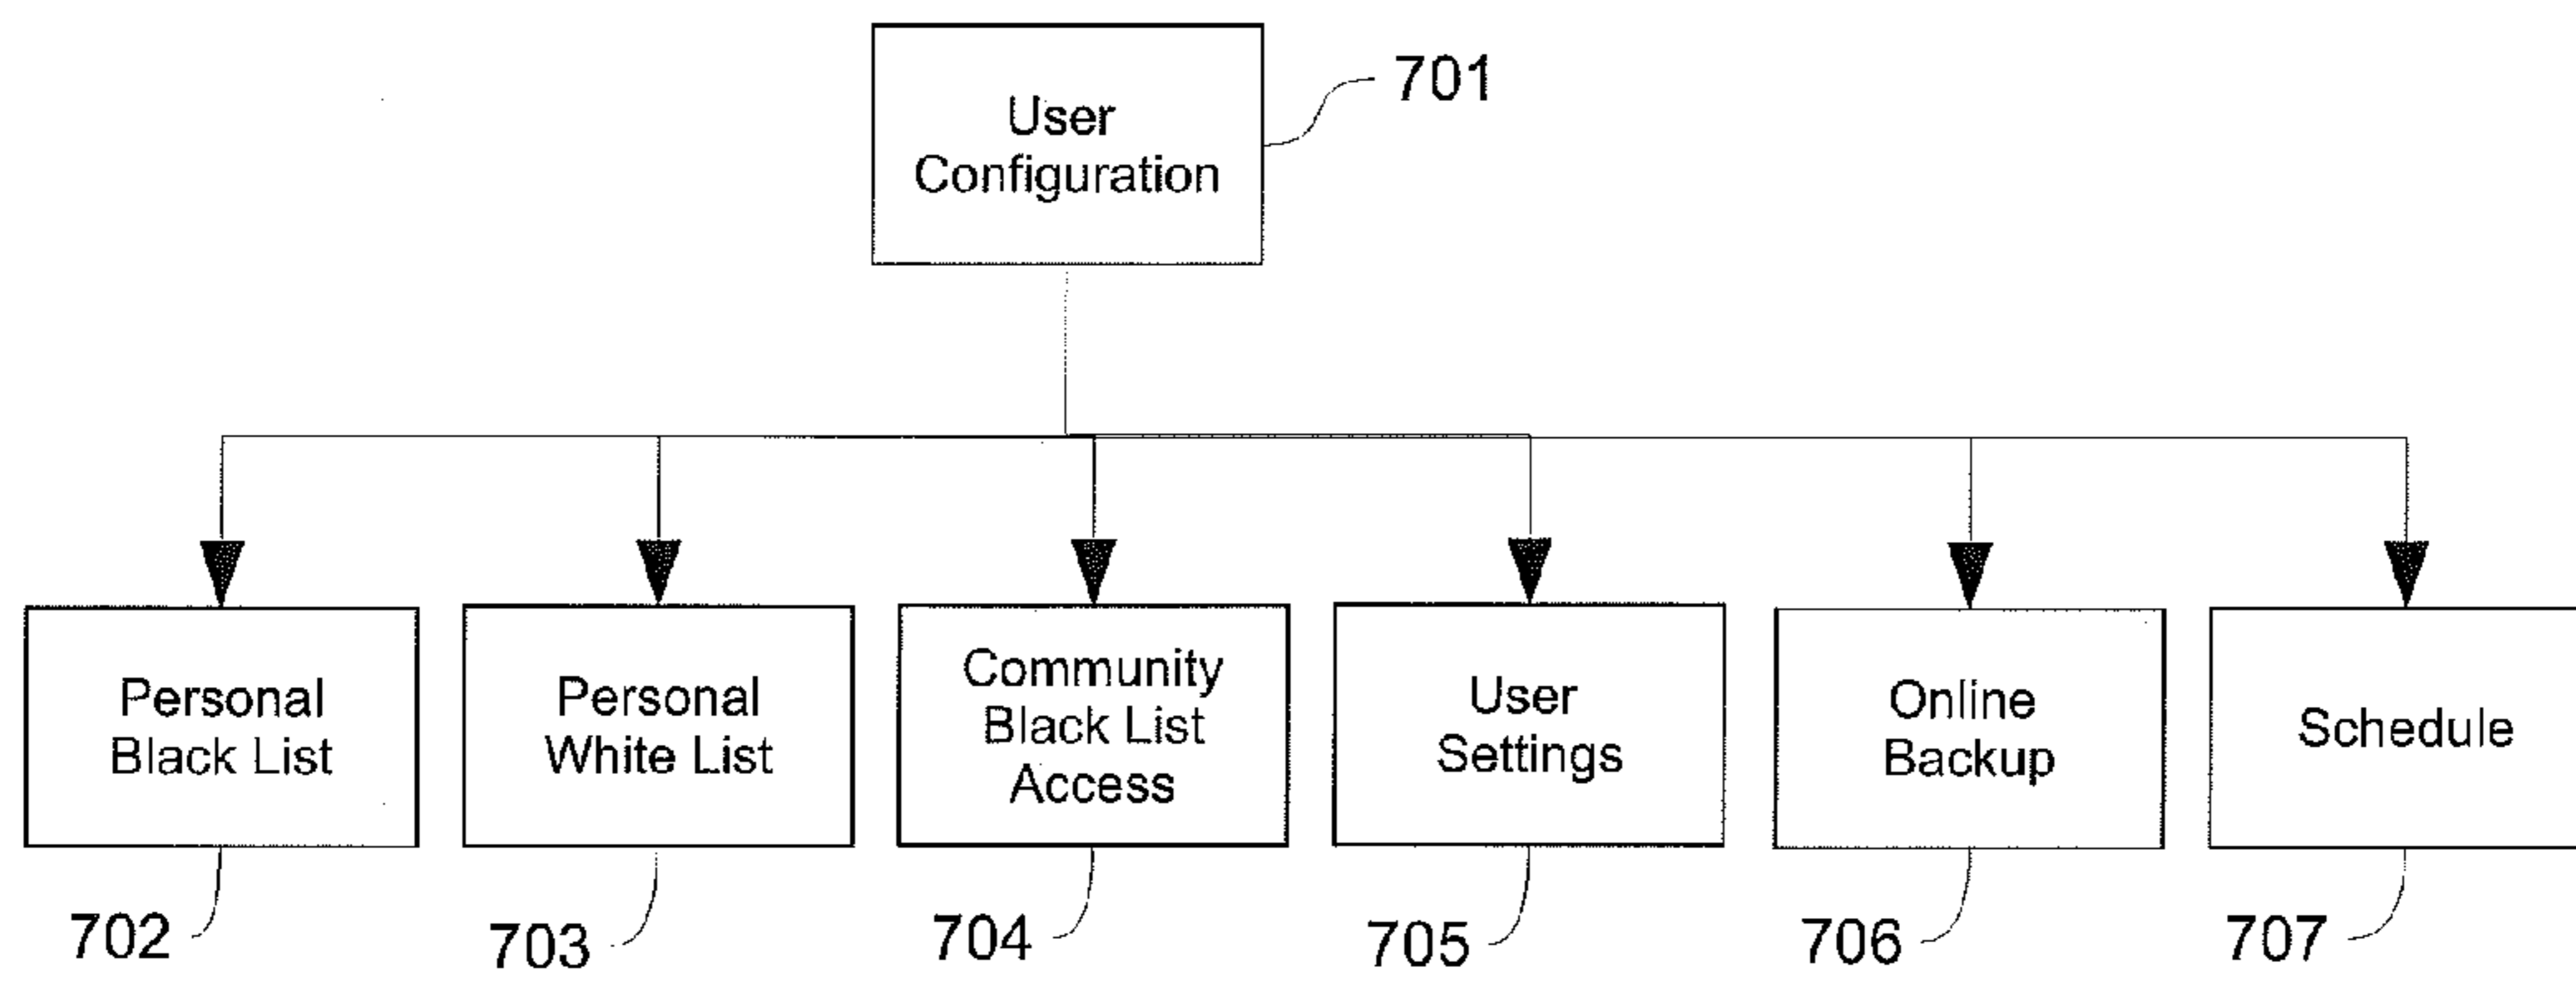 User
Configuration
701
Personal
Black List
Personal
White List
Community
Black List
Access
User
Settings
Online
Backup
Schedule
702
703
704
705
706
707